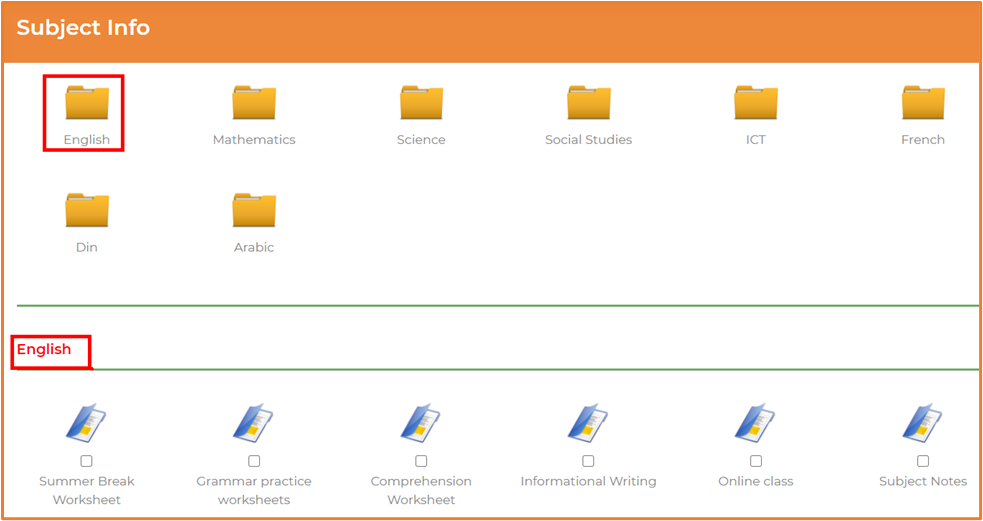 Subject Info
English Mathematics Science Social Studies ICT French
Din Arabic
English
Summer Break Grammar practice Comprehension Informational Writing Online class Subject Notes
Worksheet worksheets Worksheet